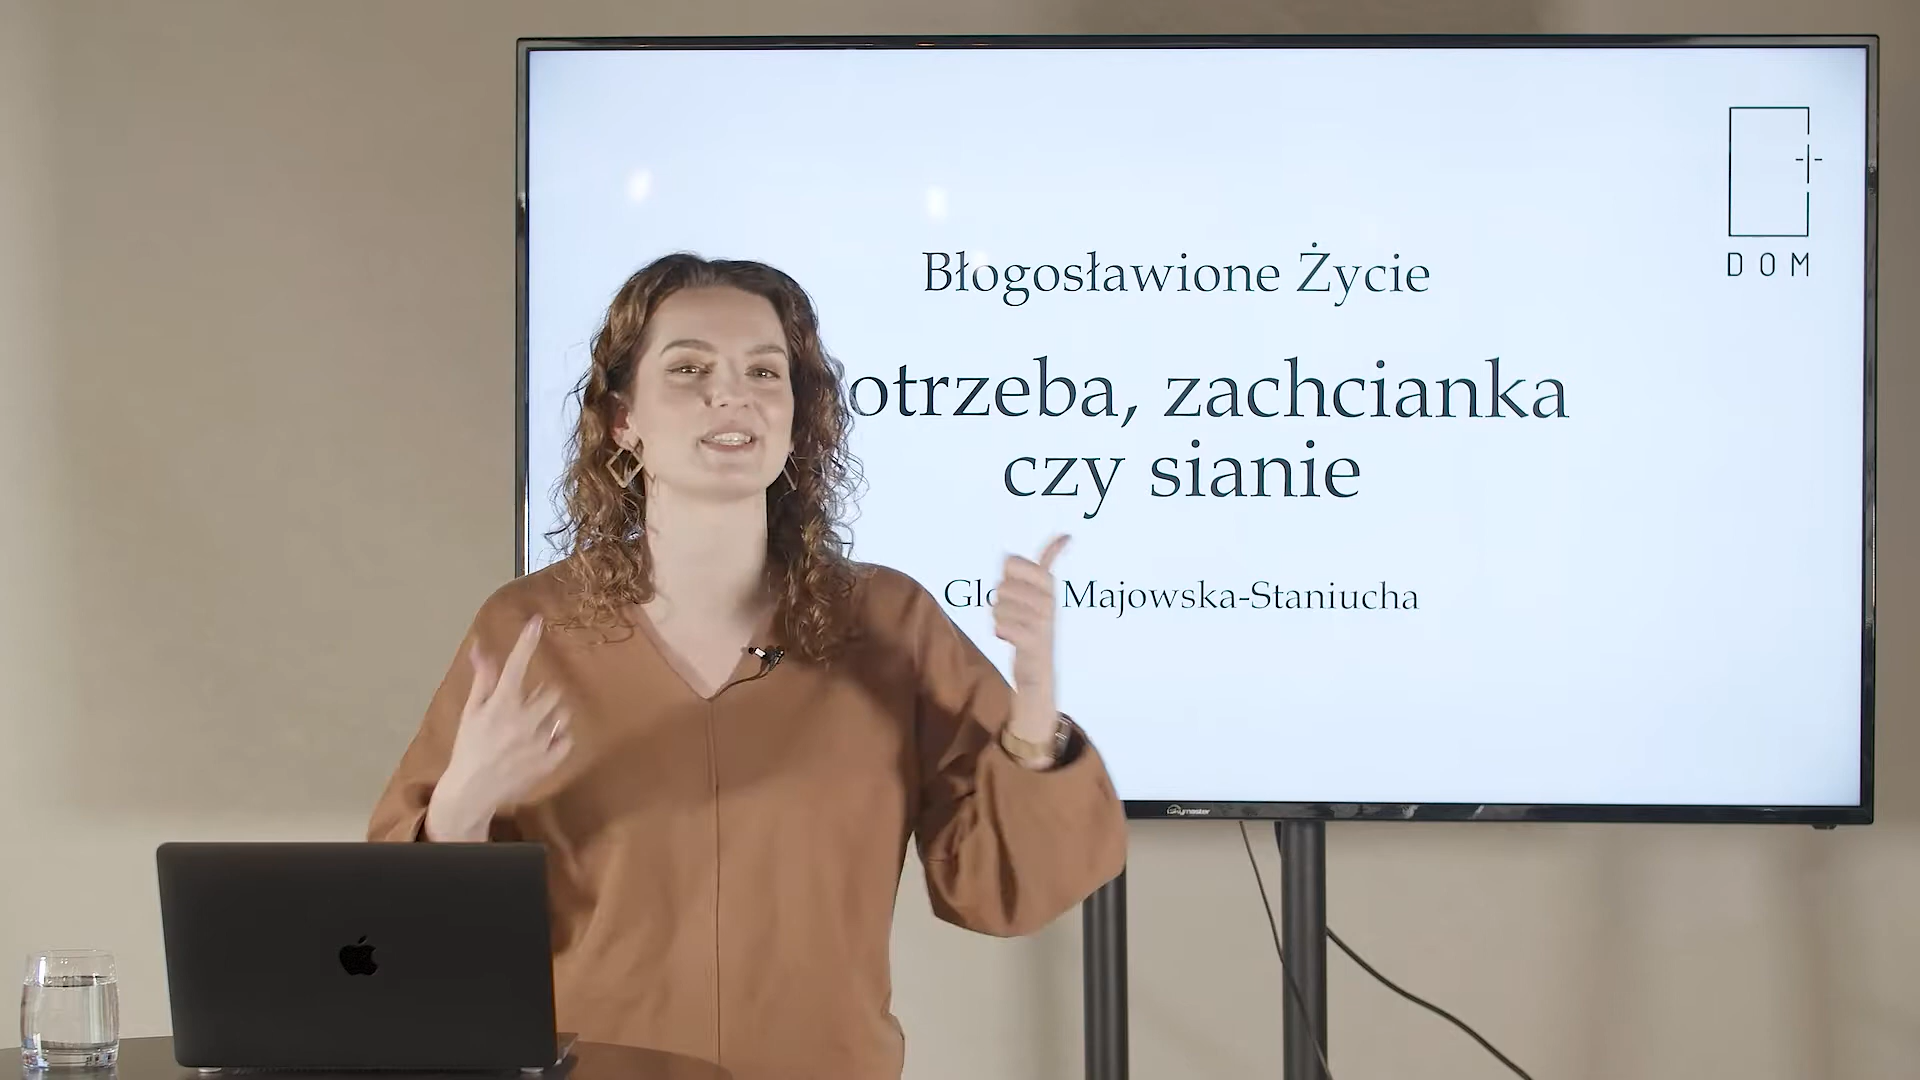 Błogosławione Życie
otrzeba, zachcianka
czy sianie
Majowska-Staniucha
DOM